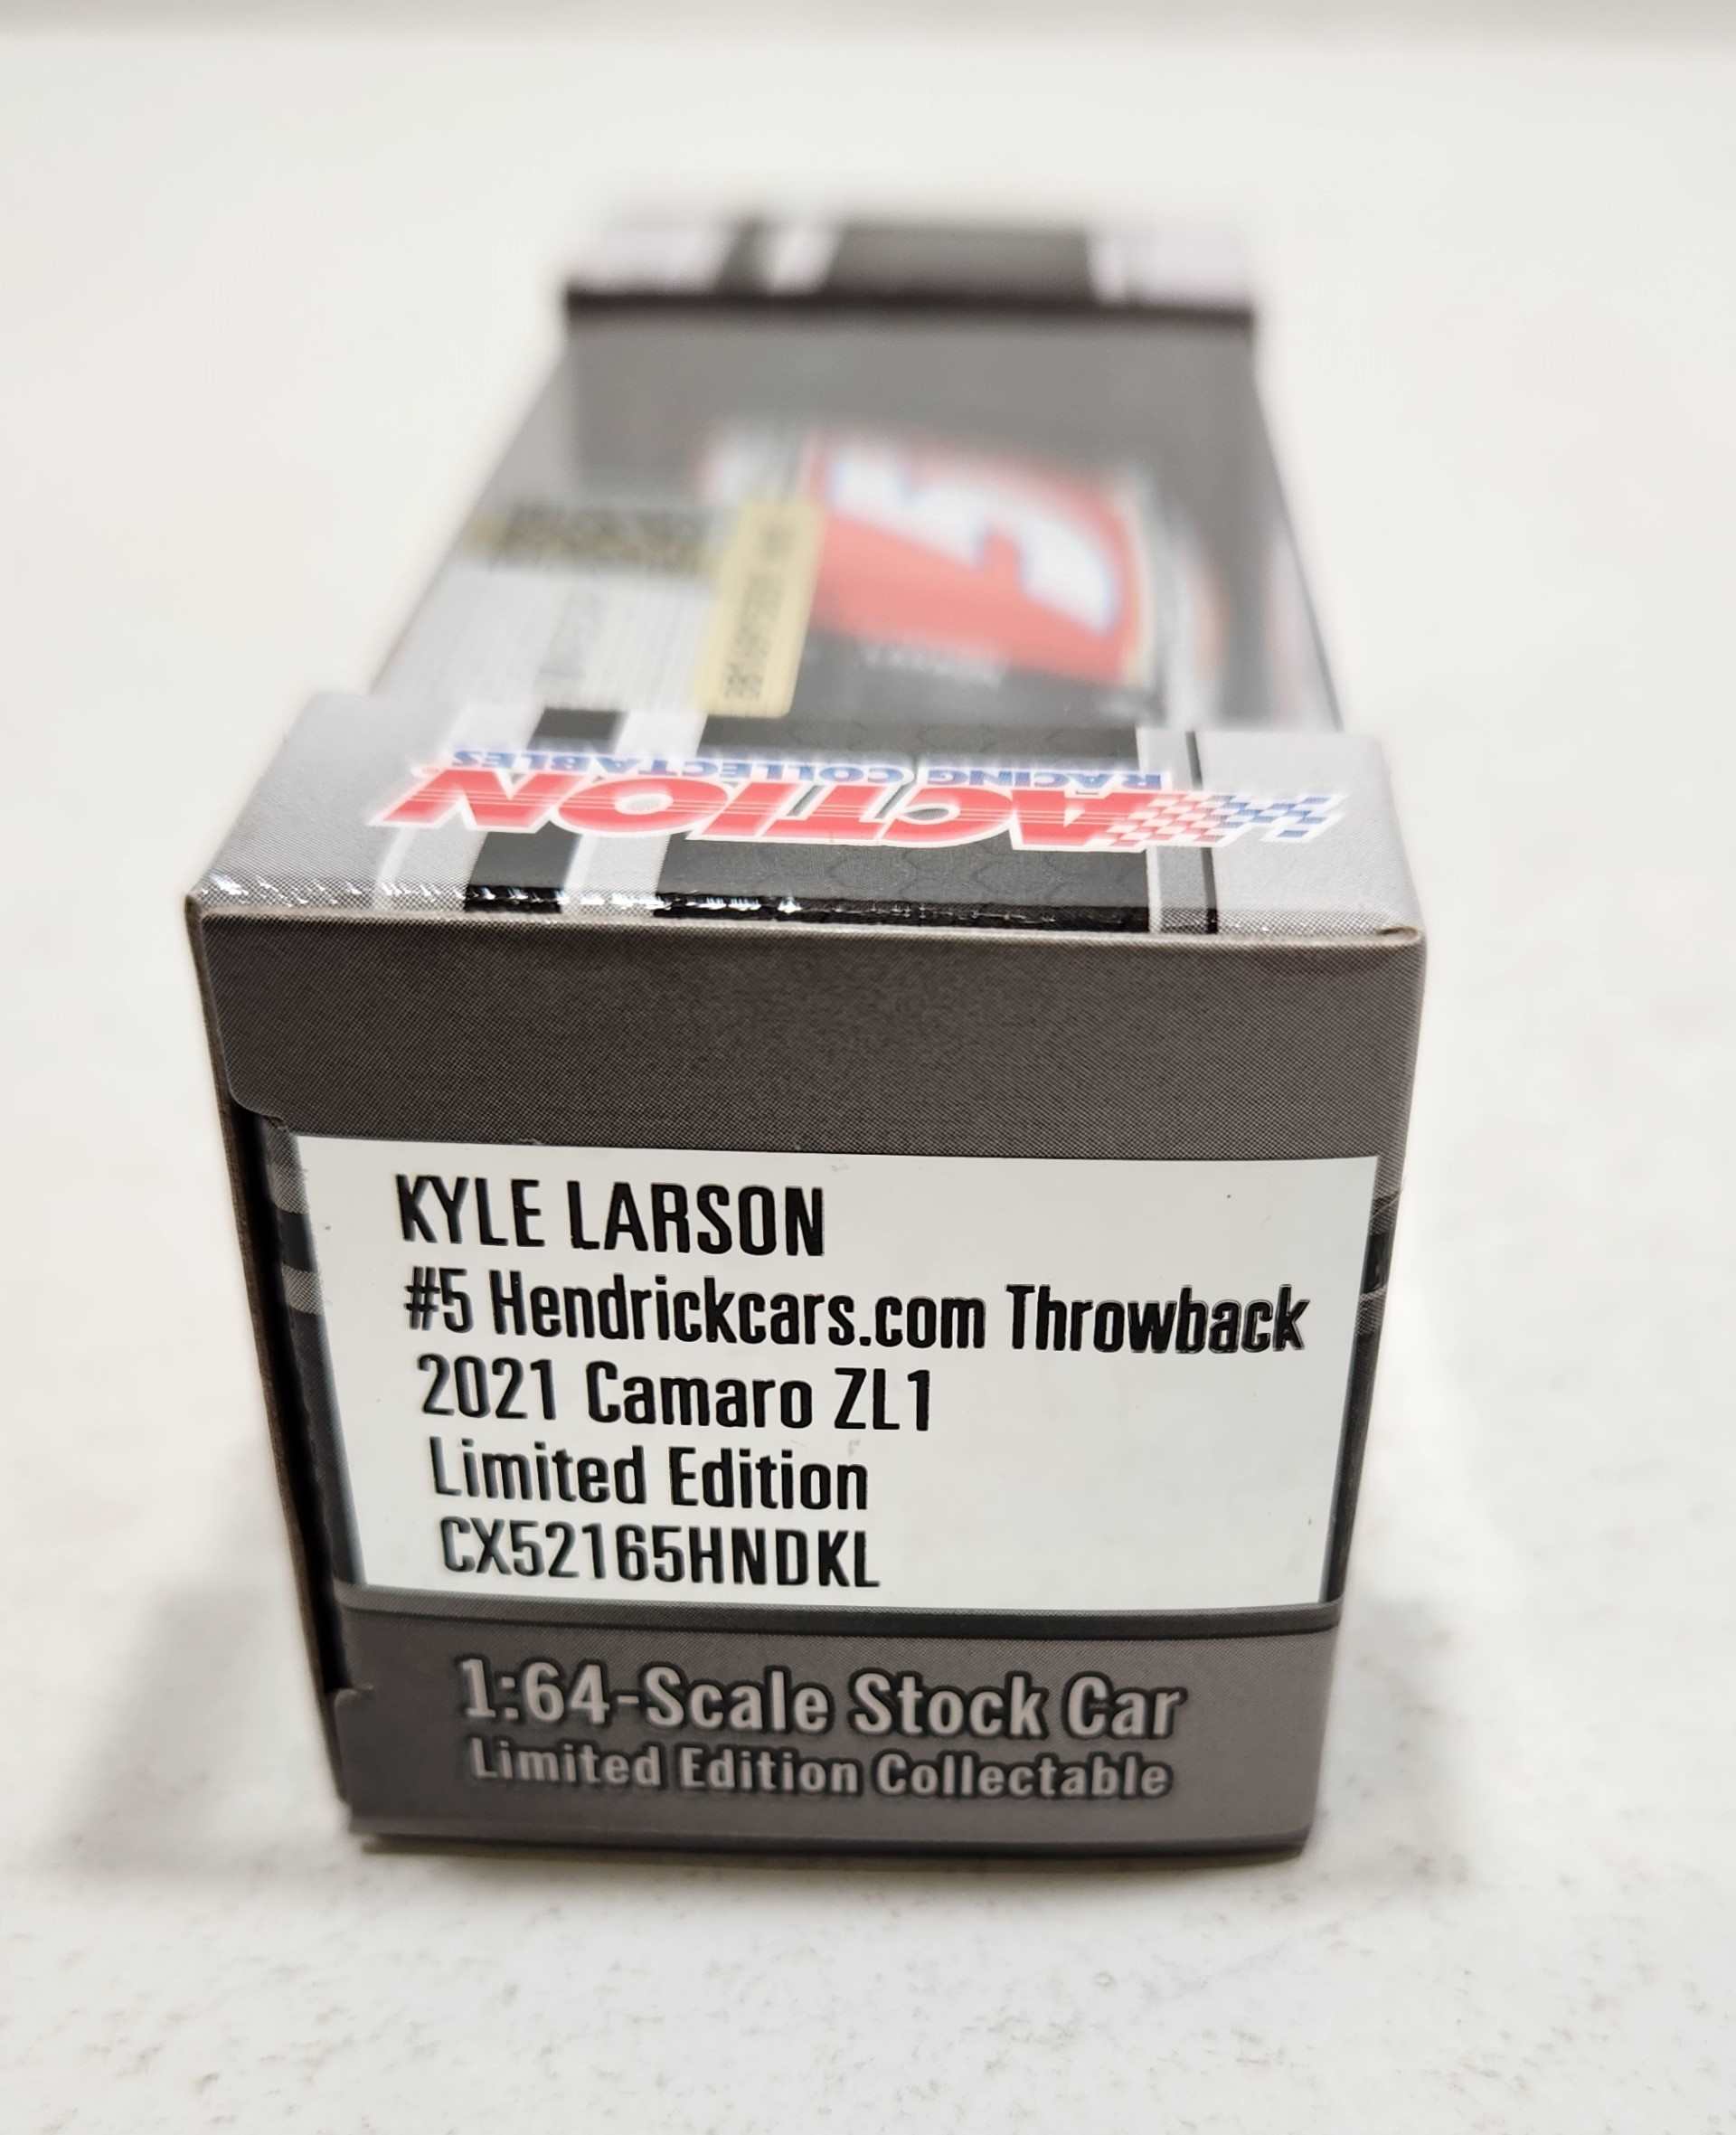 5
ACTION
RACING COLLECTABLES
KYLE LARSON
#5 Hendrickcars.com Throwback
2021 Camaro ZL1
Limited Edition
CX52165HNDKL
1:64-Scale Stock Car
Limited Edition Collectable